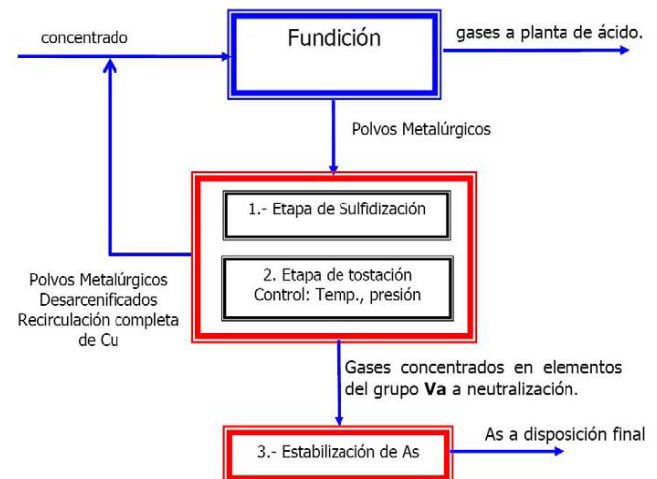 concentrado
Fundición
gases a planta de ácido.
Polvos Metalúrgicos
1.- Etapa de Sulfidización
2. Etapa de tostación
Control: Temp., presión
Polvos Metalúrgicos
Desarcenificados
Recirculación completa
de Cu
Gases concentrados en elementos
del grupo Va a neutralización.
3.- Estabilización de As
As a disposición final